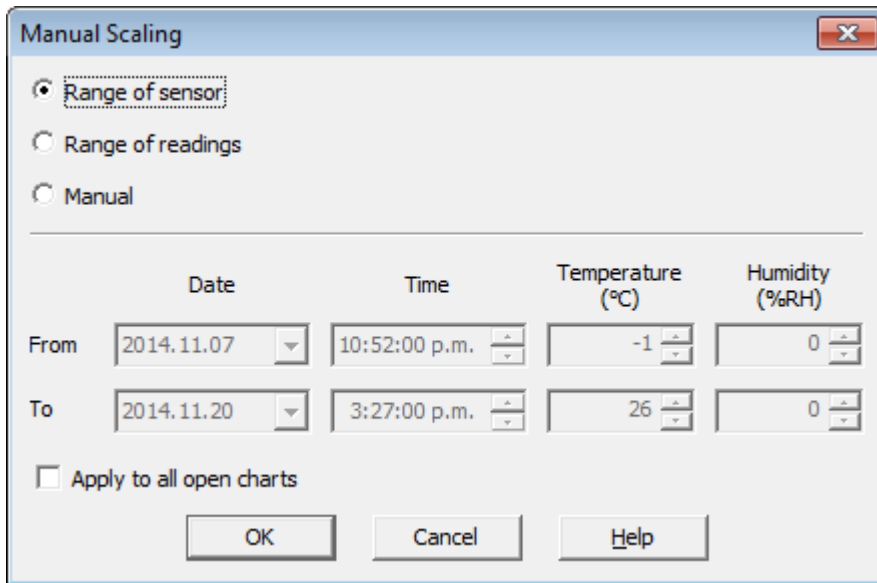 Manual Scaling
Range of sensor
Range of readings
Manual
Date Time Temperature (°C) Humidity (%RH)
From 2014.11.07 10:52:00 p.m. -1 0
To 2014.11.20 3:27:00 p.m. 26 0
Apply to all open charts
OK Cancel Help